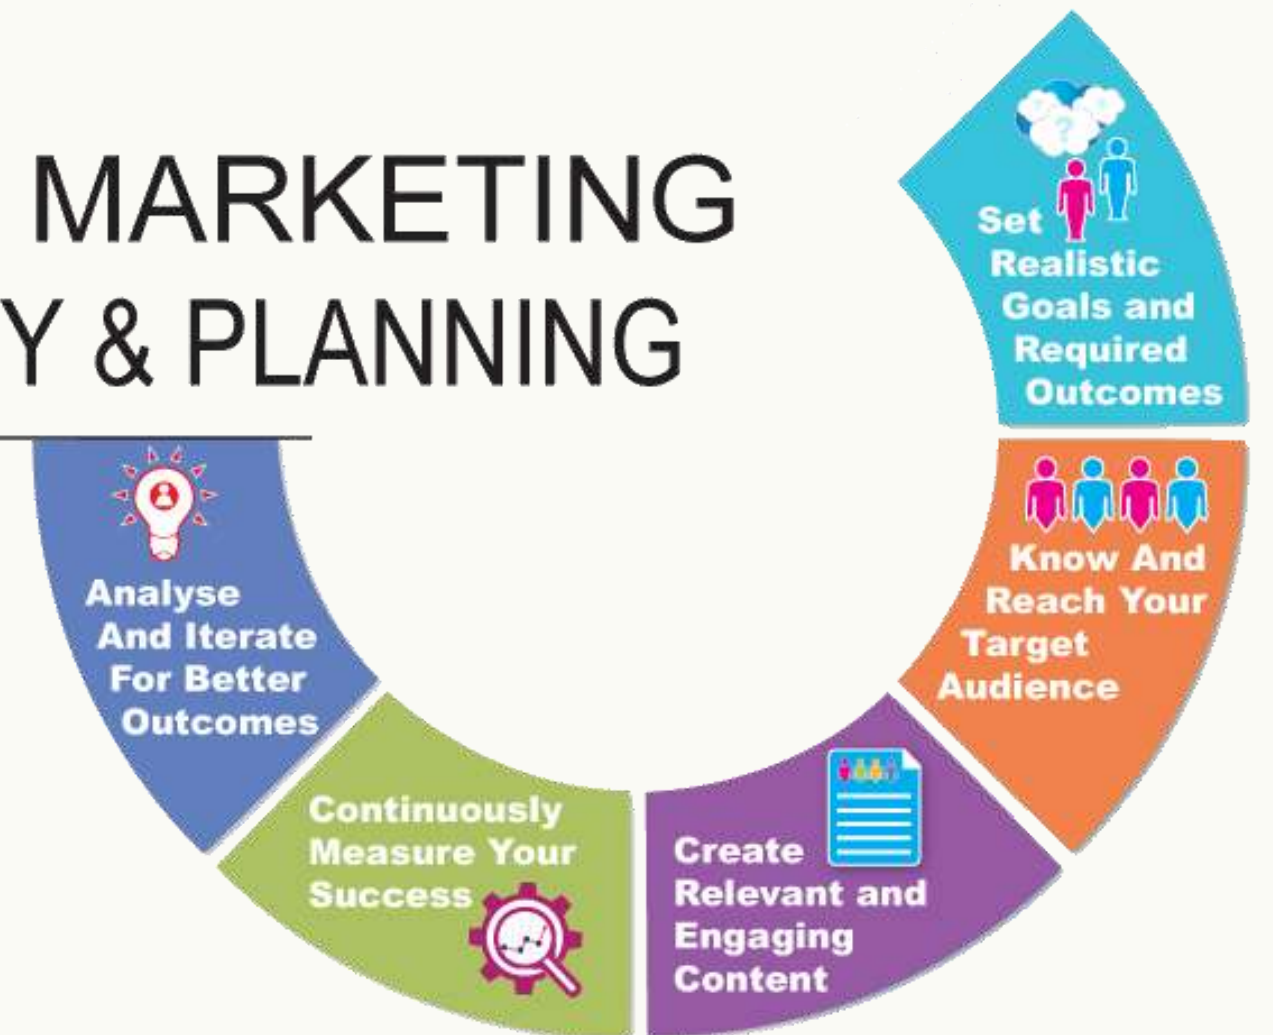 MARKETING
Y & PLANNING
Set
Realistic
Goals and
Required
Outcomes
Know And
Reach Your
Target
Audience
Create
Relevant and
Engaging
Content
Continuously
Measure Your
Success
Analyse
And Iterate
For Better
Outcomes